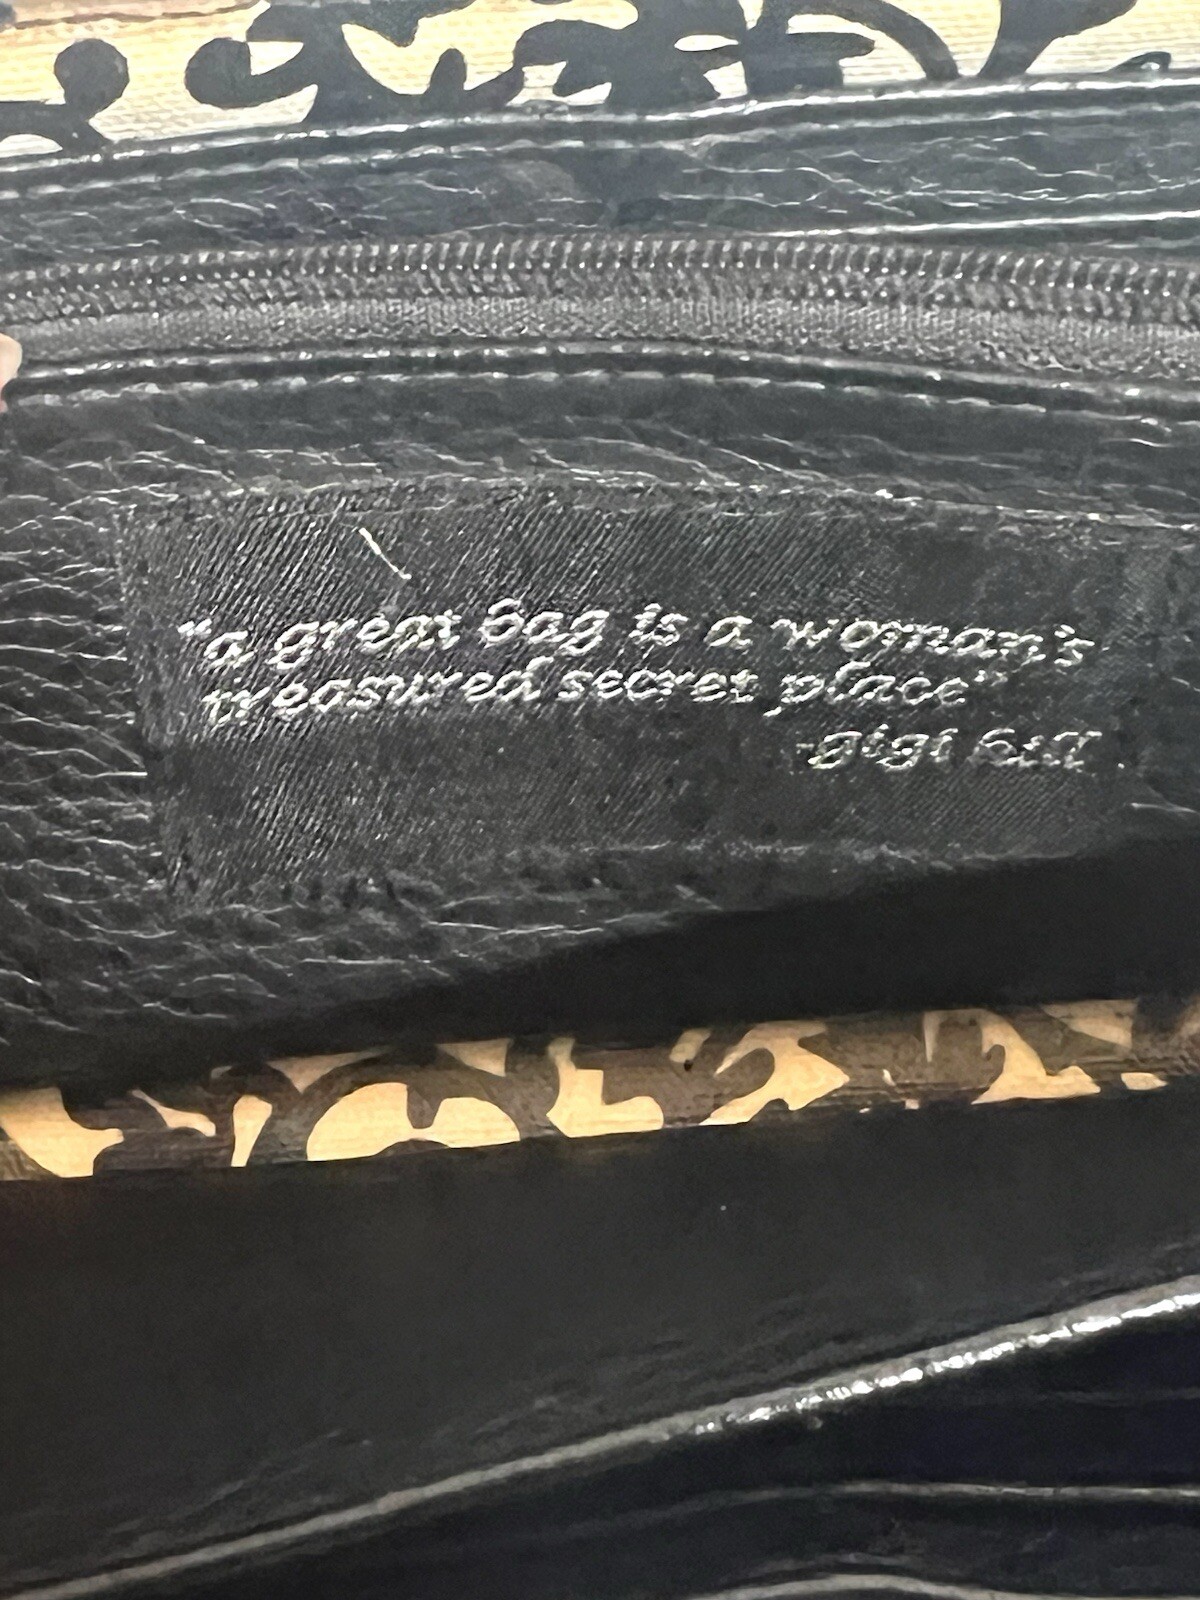 "a great bag is a woman's
treasured secret place"
-gigi hill